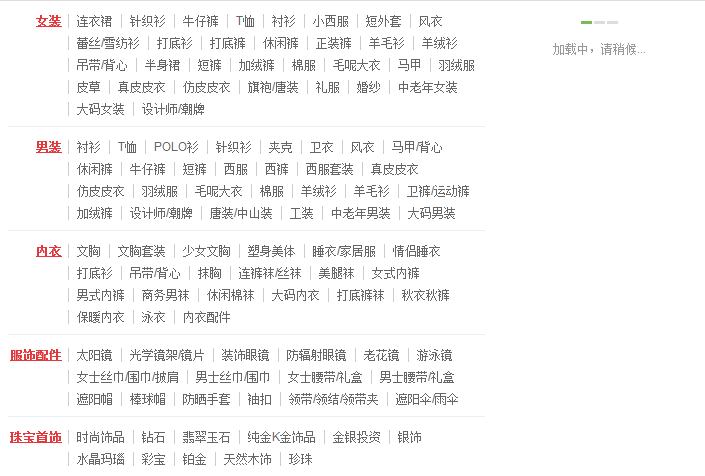 女装 连衣裙 针织衫 牛仔裤 T恤 衬衫 小西服 短外套 风衣
蕾丝/雪纺衫 打底衫 打底裤 休闲裤 正装裤 羊毛衫 羊绒衫
吊带/背心 半身裙 短裤 加绒裤 棉服 毛呢大衣 马甲 羽绒服
皮草 真皮皮衣 仿皮皮衣 旗袍/唐装 礼服 婚纱 中老年女装
大码女装 设计师/潮牌
男装 衬衫 T恤 POLO衫 针织衫 夹克 卫衣 风衣 马甲/背心
休闲裤 牛仔裤 短裤 西服 西裤 西服套装 真皮皮衣
仿皮皮衣 羽绒服 毛呢大衣 棉服 羊绒衫 羊毛衫 卫裤/运动裤
加绒裤 设计师/潮牌 唐装/中山装 工装 中老年男装 大码男装
内衣 文胸 文胸套装 少女文胸 塑身美体 睡衣/家居服 情侣睡衣
打底衫 吊带/背心 抹胸 连裤袜/丝袜 美腿袜 女式内裤
男式内裤 商务男袜 休闲棉袜 大码内衣 打底裤袜 秋衣秋裤
保暖内衣 泳衣 内衣配件
服饰配件 太阳镜 光学镜架/镜片 装饰眼镜 防辐射眼镜 老花镜 游泳镜
女士丝巾/围巾/披肩 男士丝巾/围巾 女士腰带/礼盒 男士腰带/礼盒
遮阳帽 棒球帽 防晒手套 袖扣 领带/领结/领带夹 遮阳伞/雨伞
珠宝首饰 时尚饰品 钻石 翡翠玉石 纯金K金饰品 金银投资 银饰
水晶玛瑙 彩宝 铂金 天然木饰 珍珠
加载中，请稍候...